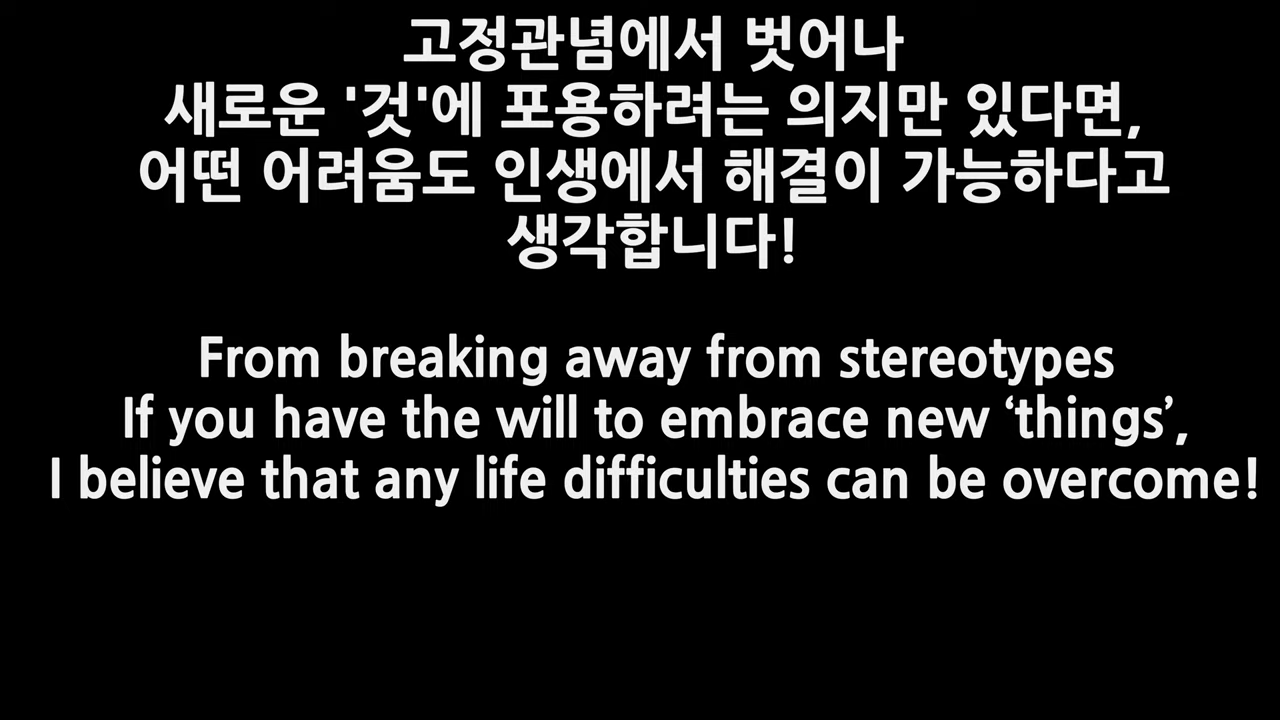 고정관념에서 벗어나
새로운 '것'에 포용하려는 의지만 있다면,
어떤 어려움도 인생에서 해결이 가능하다고
생각합니다!
From breaking away from stereotypes
If you have the will to embrace new ‘things’,
I believe that any life difficulties can be overcome!